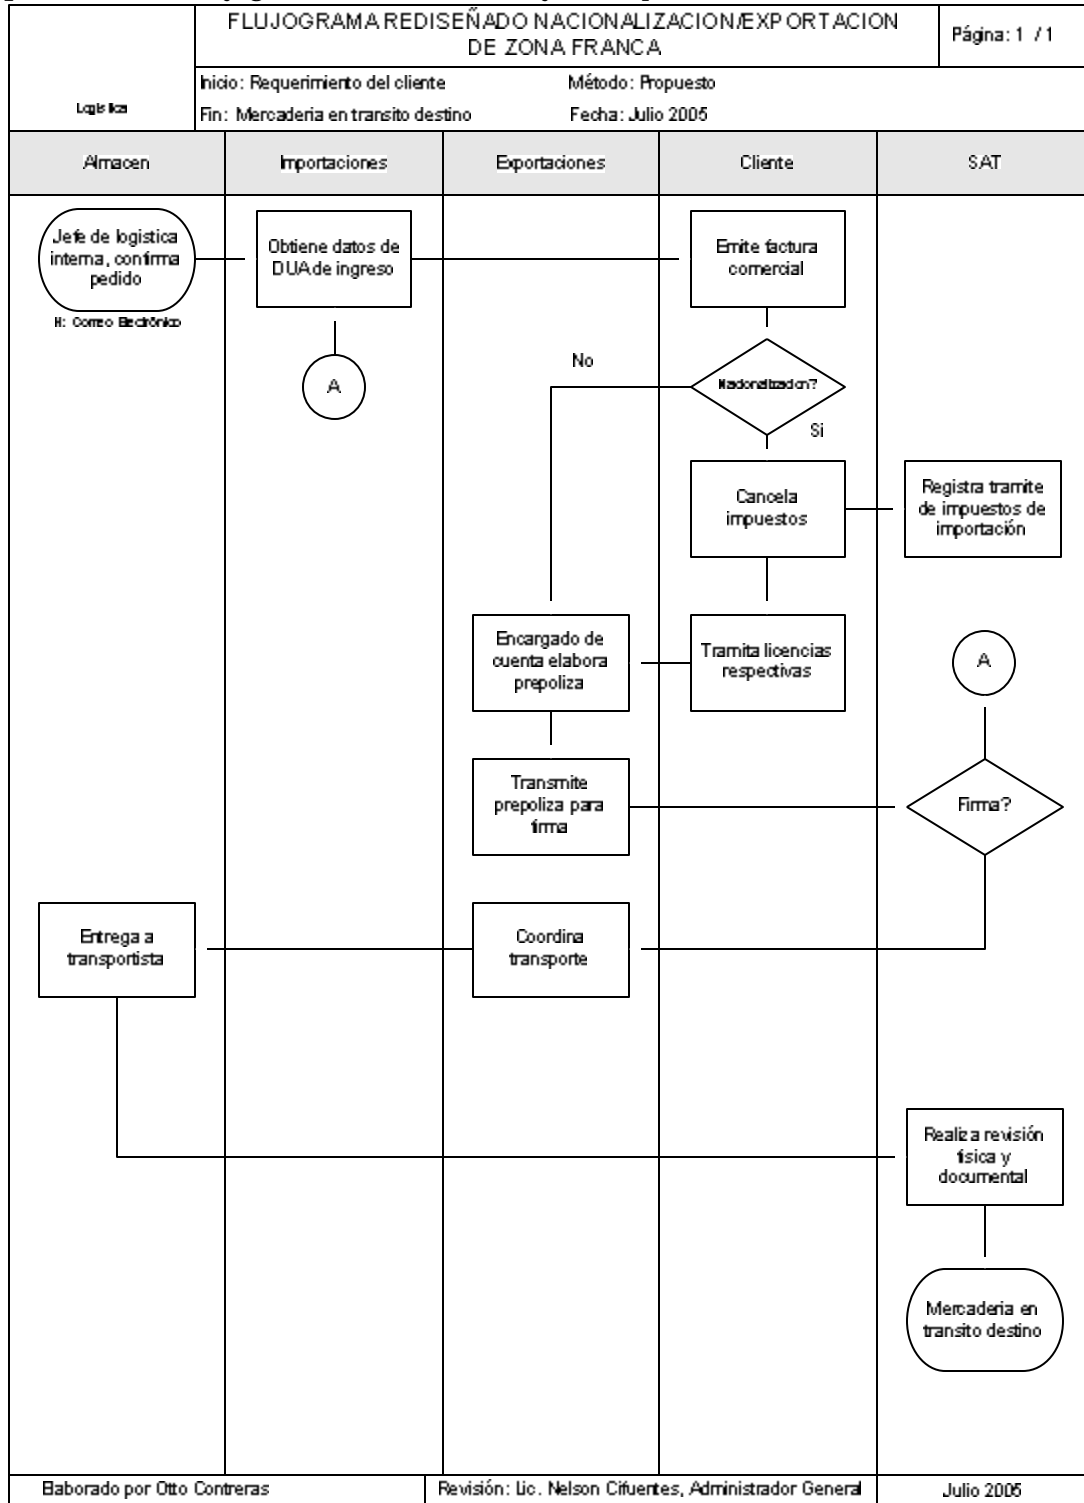 FLUJOGRAMA REDISEÑADO NACIONALIZACION/EXPORTACION
DE ZONA FRANCA
Página: 1 / 1
Inicio: Requerimiento del cliente
Método: Propuesto
Logistica
Fin: Mercaderia en transito destino
Fecha: Julio 2005
Almacen
Importaciones
Exportaciones
Cliente
SAT
Jefe de logistica
interna, confirma
pedido
H: Correo Electrónico
Obtiene datos de
DUA de ingreso
Emite factura
comercial
A
No
Nacionalizacion?
Si
Cancela
impuestos
Registra tramite
de impuestos de
importación
Encargado de
cuenta elabora
prepoliza
Tramita licencias
respectivas
A
Transmite
prepoliza para
firma
Firma?
Entrega a
transportista
Coordina
transporte
Realiza revisión
fisica y
documental
Mercaderia en
transito destino
Elaborado por Otto Contreras
Revisión: Lic. Nelson Cifuentes, Administrador General
Julio 2005